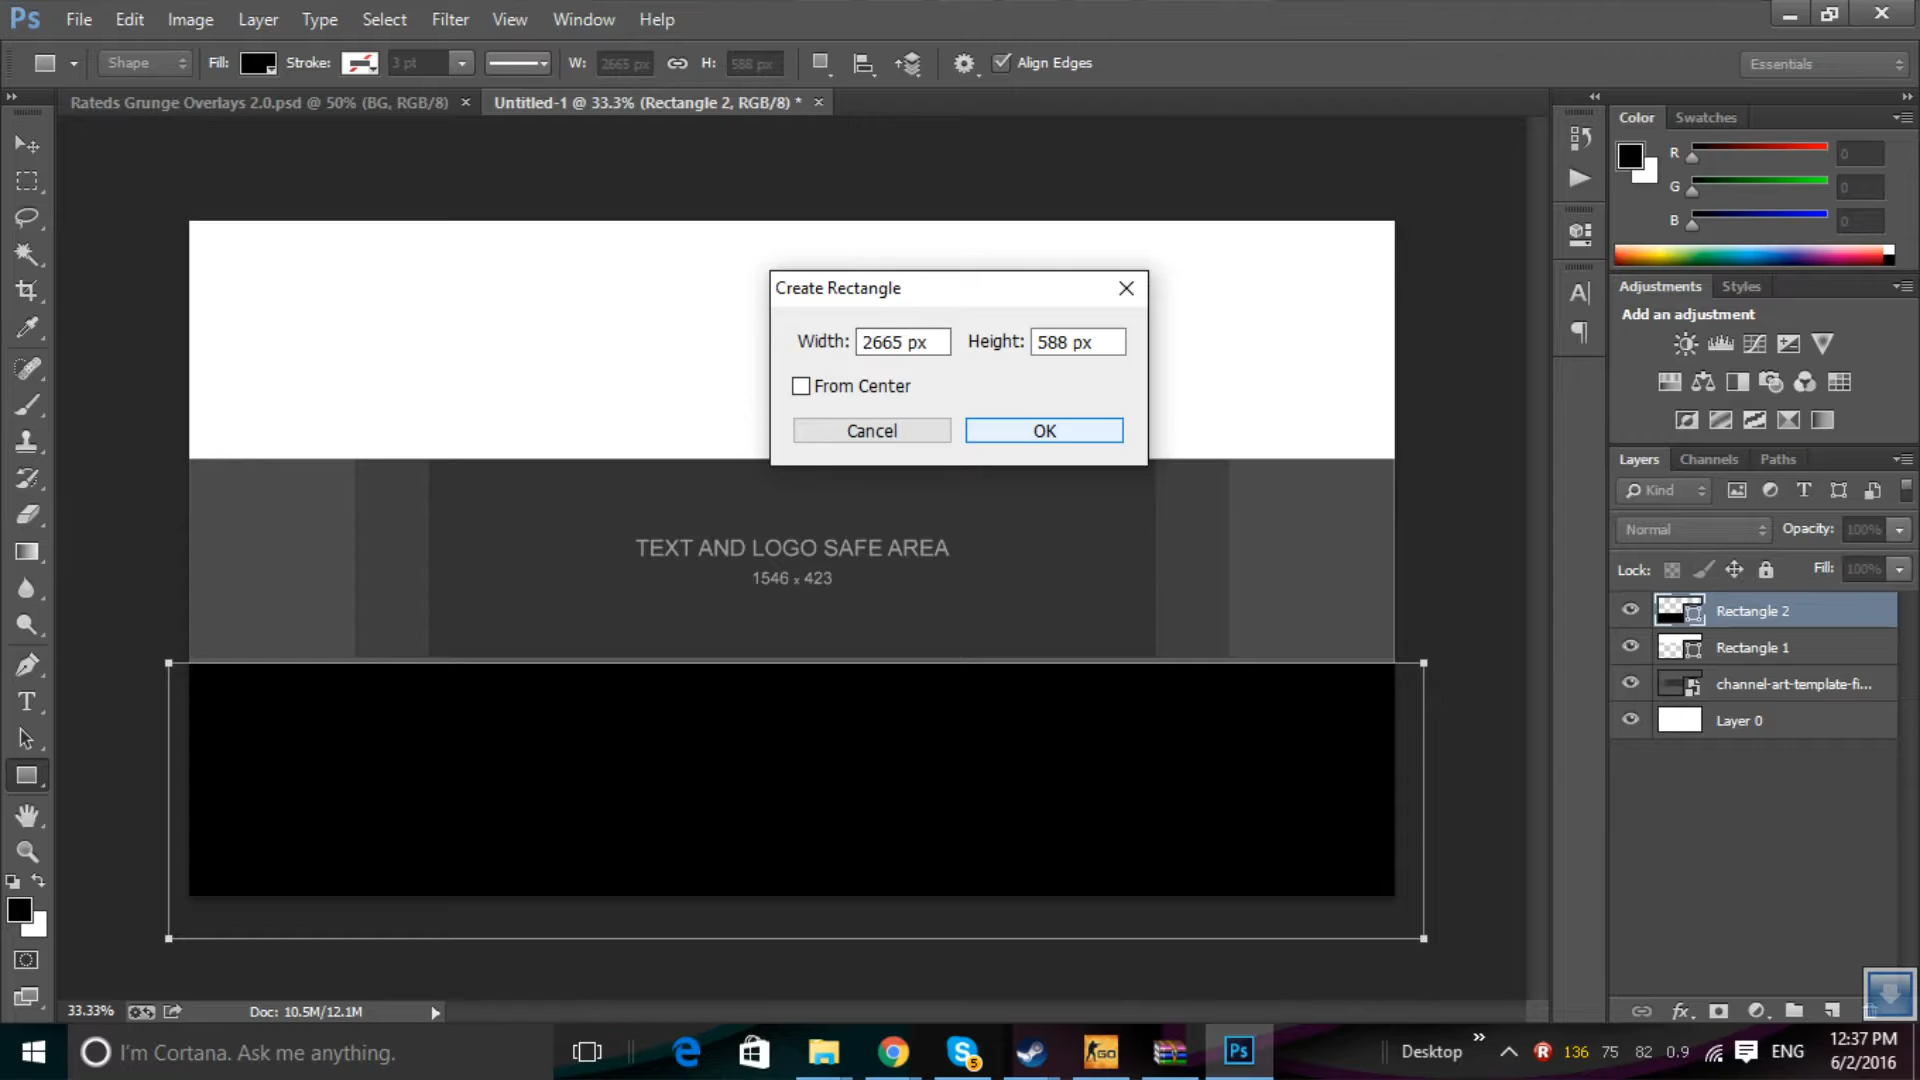 Ps File Edit Image Layer Type Select Filter View Window Help
Shape Fill: Stroke: 3 pt W: 2665 px H: 588 px Align Edges Essentials
Rateds Grunge Overlays 2.0.psd @ 50% (BG, RGB/8) × Untitled-1 @ 33.3% (Rectangle 2, RGB/8) * ×
Color Swatches
R 0
G 0
B 0
Adjustments Styles
Add an adjustment
Create Rectangle
Width: 2665 px Height: 588 px
From Center
Cancel OK
Layers Channels Paths
Kind
Normal Opacity: 100%
Lock: Fill: 100%
TEXT AND LOGO SAFE AREA
1546 x 423
Rectangle 2
Rectangle 1
channel-art-template-fi...
Layer 0
33.33% Doc: 10.5M/12.1M
I'm Cortana. Ask me anything.
5
GO
Ps
Desktop
R 136 75 82 0.9 ENG
12:37 PM
6/2/2016